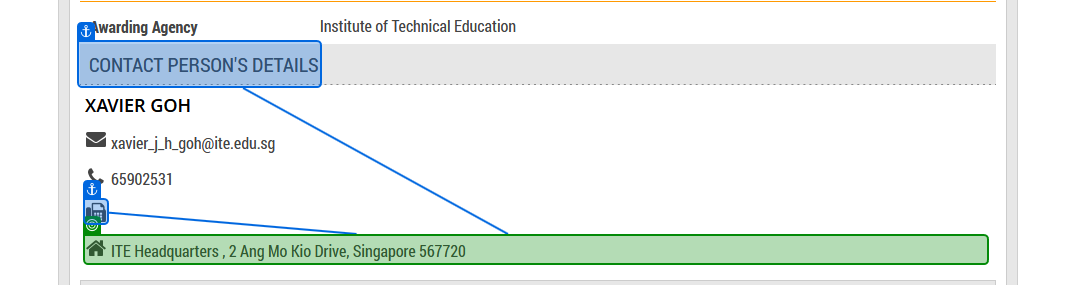 Awarding Agency Institute of Technical Education
CONTACT PERSON'S DETAILS
XAVIER GOH
xavier_j_h_goh@ite.edu.sg
65902531
ITE Headquarters , 2 Ang Mo Kio Drive, Singapore 567720